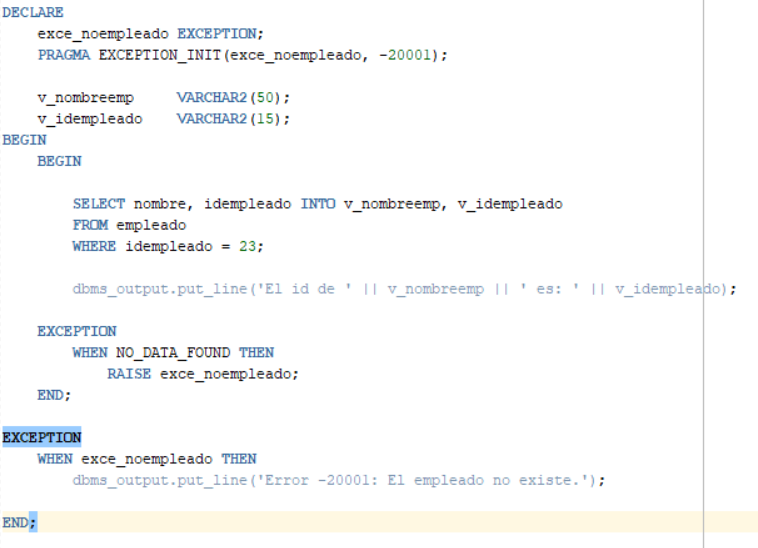 DECLARE
    exce_noempleado EXCEPTION;
    PRAGMA EXCEPTION_INIT(exce_noempleado, -20001);
    v_nombreemp     VARCHAR2(50);
    v_idempleado    VARCHAR2(15);
BEGIN
    BEGIN
        SELECT nombre, idempleado INTO v_nombreemp, v_idempleado
        FROM empleado
        WHERE idempleado = 23;
        dbms_output.put_line('El id de ' || v_nombreemp || ' es: ' || v_idempleado);
    EXCEPTION
        WHEN NO_DATA_FOUND THEN
            RAISE exce_noempleado;
    END;
EXCEPTION
    WHEN exce_noempleado THEN
        dbms_output.put_line('Error -20001: El empleado no existe.');
END;